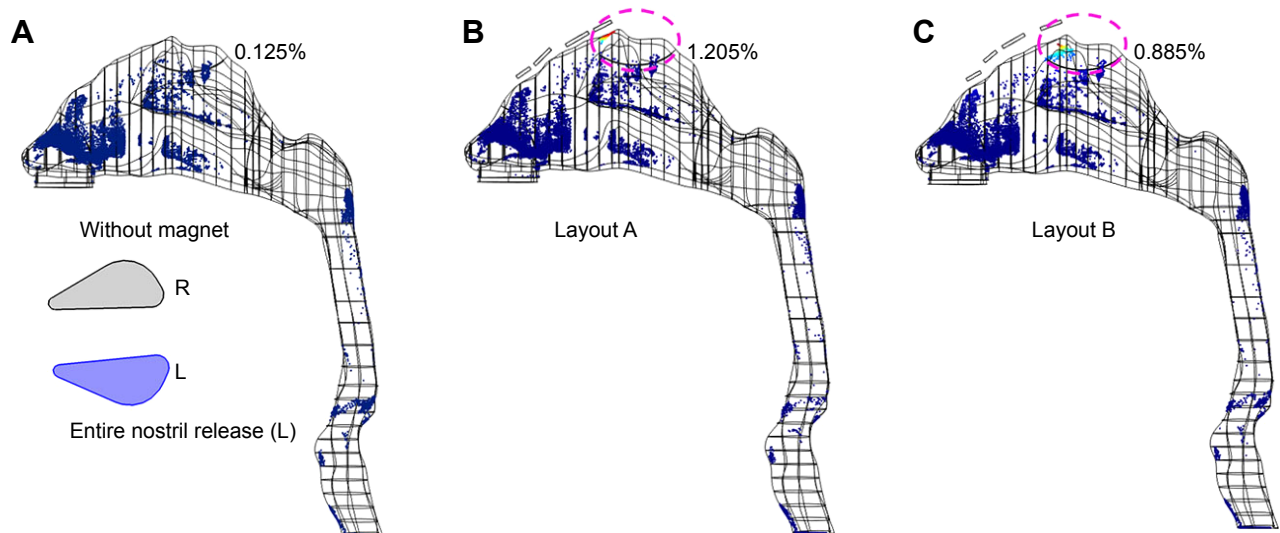 A
0.125%
Without magnet
R
L
Entire nostril release (L)
B
1.205%
Layout A
C
0.885%
Layout B